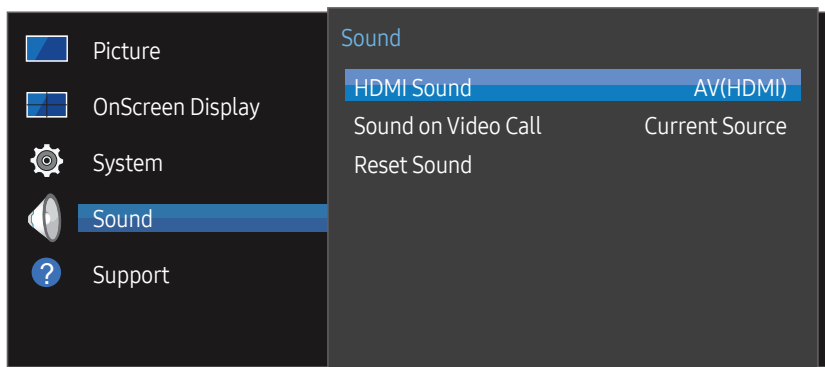 Picture
OnScreen Display
System
Sound
?
Support
Sound
HDMI Sound AV(HDMI)
Sound on Video Call Current Source
Reset Sound